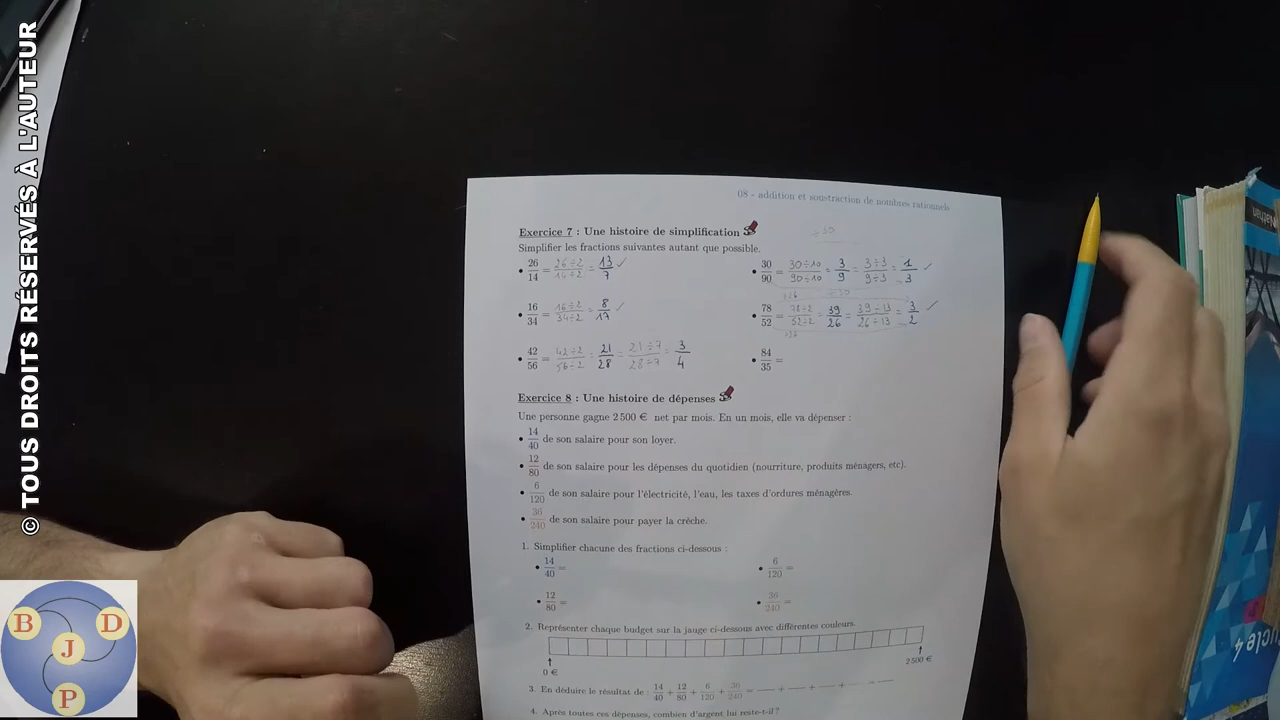 © TOUS DROITS RÉSERVÉS À L'AUTEUR
B D
J
P
08 - addition et soustraction de nombres rationnels
Exercice 7 : Une histoire de simplification
÷30
Simplifier les fractions suivantes autant que possible.
• 26/14 = 26÷2/14÷2 = 13/7 ✓
• 30/90 = 30÷10/90÷10 = 3/9 = 3÷3/9÷3 = 1/3 ✓
÷30
÷26
• 16/34 = 16÷2/34÷2 = 8/17 ✓
• 78/52 = 78÷2/52÷2 = 39/26 = 39÷13/26÷13 = 3/2 ✓
÷26
• 42/56 = 42÷2/56÷2 = 21/28 = 21÷7/28÷7 = 3/4
• 84/35 =
Exercice 8 : Une histoire de dépenses
Une personne gagne 2 500 € net par mois. En un mois, elle va dépenser :
• 14/40 de son salaire pour son loyer.
• 12/80 de son salaire pour les dépenses du quotidien (nourriture, produits ménagers, etc).
• 6/120 de son salaire pour l'électricité, l'eau, les taxes d'ordures ménagères.
• 36/240 de son salaire pour payer la crèche.
1. Simplifier chacune des fractions ci-dessous :
• 14/40 =
• 6/120 =
• 12/80 =
• 36/240 =
2. Représenter chaque budget sur la jauge ci-dessous avec différentes couleurs.
0 €
2 500 €
3. En déduire le résultat de : 14/40 + 12/80 + 6/120 + 36/240 = — + — + — + — = —
4. Après toutes ces dépenses, combien d'argent lui reste-t-il ?
Nathan
cycle 4